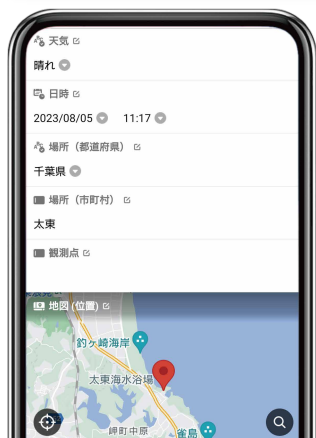 天気
晴れ
日時
2023/08/05 11:17
場所（都道府県）
千葉県
場所（市町村）
太東
観測点
地図 (位置)
釣ヶ崎海岸
太東海水浴場
岬町中原
雀島